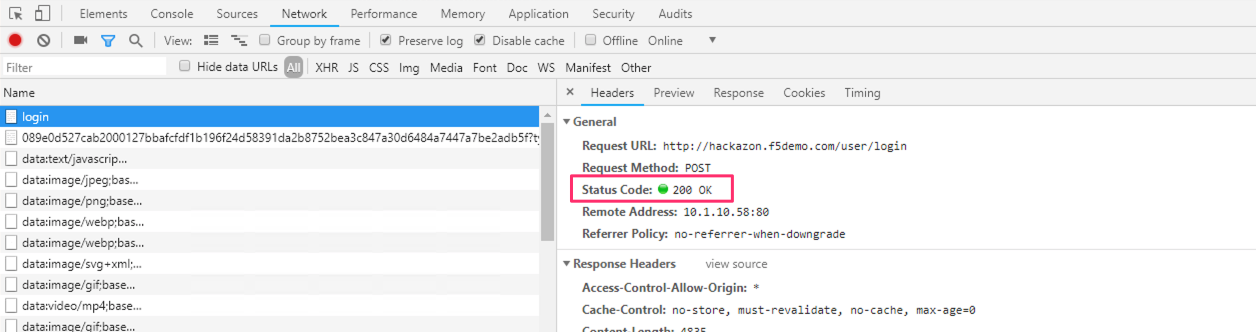 Elements Console Sources Network Performance Memory Application Security Audits
View: Group by frame Preserve log Disable cache Offline Online
Filter Hide data URLs All XHR JS CSS Img Media Font Doc WS Manifest Other
Name
login
089e0d527cab2000127bbafcfdf1b196f24d58391da2b8752bea3c847a30d6484a7447a7be2adb5f?ty
data:text/javascrip...
data:image/jpeg;bas...
data:image/png;base...
data:image/webp;bas...
data:image/webp;bas...
data:image/svg+xml;...
data:image/gif;base...
data:video/mp4;base...
data:image/gif;base...
× Headers Preview Response Cookies Timing
General
Request URL: http://hackazon.f5demo.com/user/login
Request Method: POST
Status Code: 200 OK
Remote Address: 10.1.10.58:80
Referrer Policy: no-referrer-when-downgrade
Response Headers view source
Access-Control-Allow-Origin: *
Cache-Control: no-store, must-revalidate, no-cache, max-age=0
Content-Length: 4835